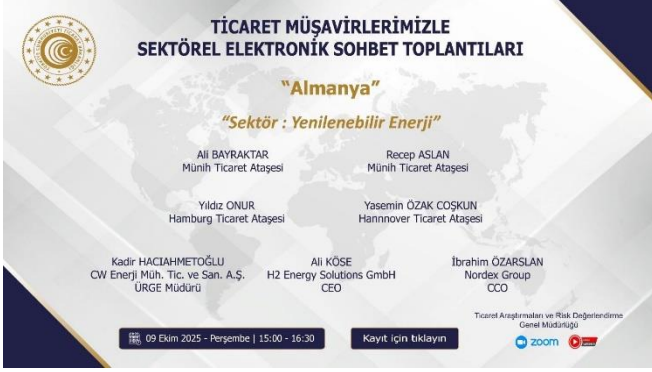 TİCARET MÜŞAVİRLERİMİZLE
SEKTÖREL ELEKTRONİK SOHBET TOPLANTILARI
“Almanya”
“Sektör : Yenilenebilir Enerji”
Ali BAYRAKTAR
Münih Ticaret Ataşesi
Recep ASLAN
Münih Ticaret Ataşesi
Yıldız ONUR
Hamburg Ticaret Ataşesi
Yasemin ÖZAK COŞKUN
Hannnover Ticaret Ataşesi
Kadir HACIAHMETOĞLU
CW Enerji Müh. Tic. ve San. A.Ş.
ÜRGE Müdürü
Ali KÖSE
H2 Energy Solutions GmbH
CEO
İbrahim ÖZARSLAN
Nordex Group
CCO
Ticaret Araştırmaları ve Risk Değerlendirme
Genel Müdürlüğü
09 Ekim 2025 - Perşembe | 15:00 - 16:30
Kayıt için tıklayın
zoom